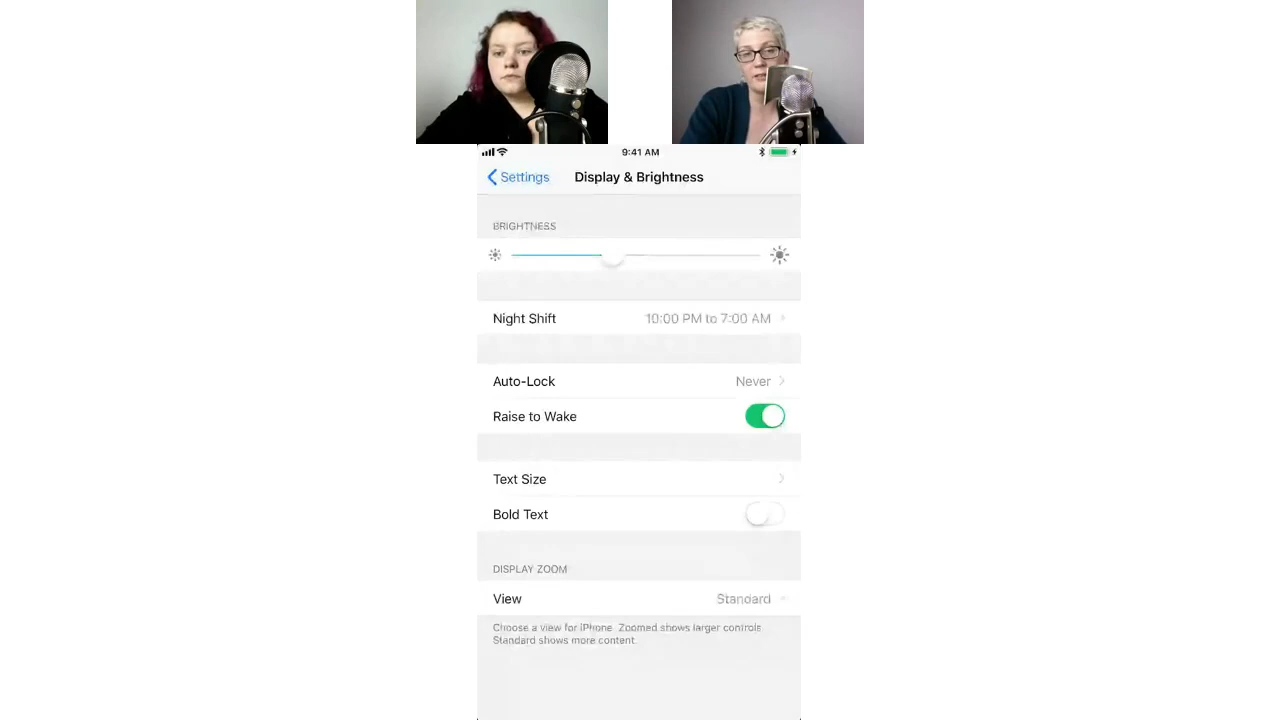 9:41 AM
Settings
Display & Brightness
BRIGHTNESS
Night Shift 10:00 PM to 7:00 AM
Auto-Lock Never
Raise to Wake
Text Size
Bold Text
DISPLAY ZOOM
View Standard
Choose a view for iPhone. Zoomed shows larger controls.
Standard shows more content.